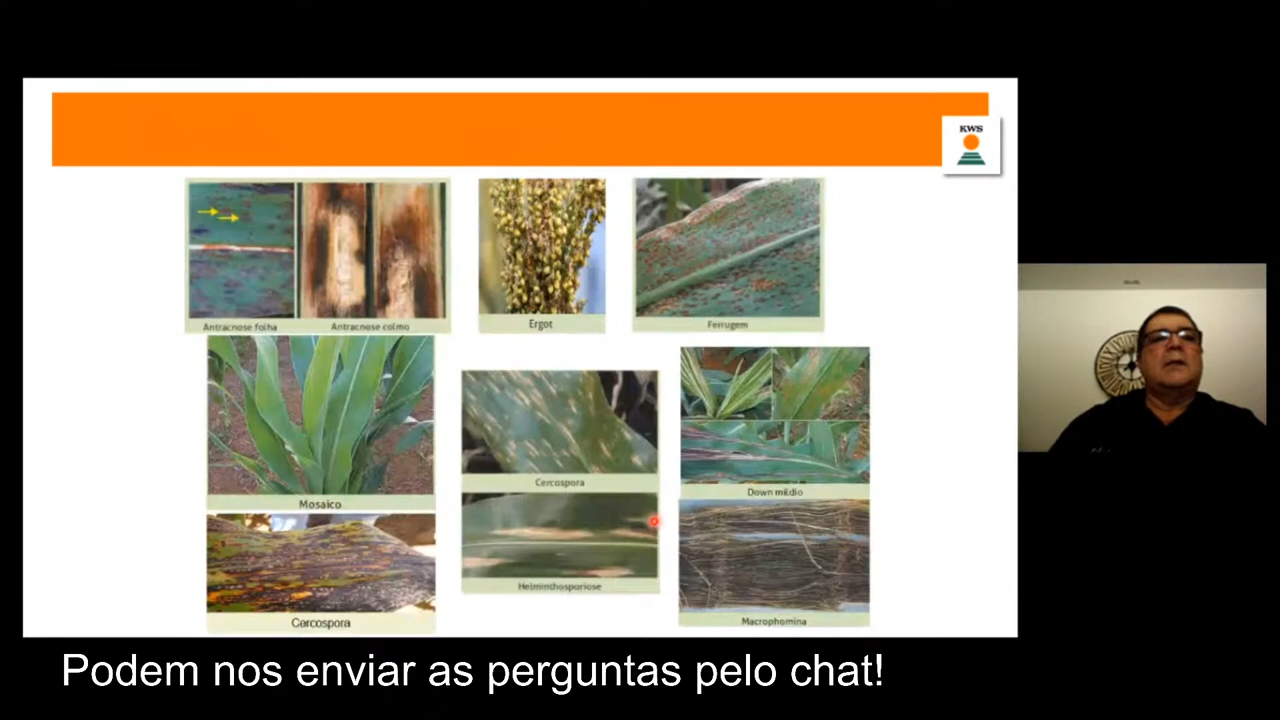 KWS
Antracnose folha
Antracnose colmo
Ergot
Ferrugem
Mosaico
Cercospora
Down mildio
Cercospora
Helminthosporiose
Macrophomina
Podem nos enviar as perguntas pelo chat!